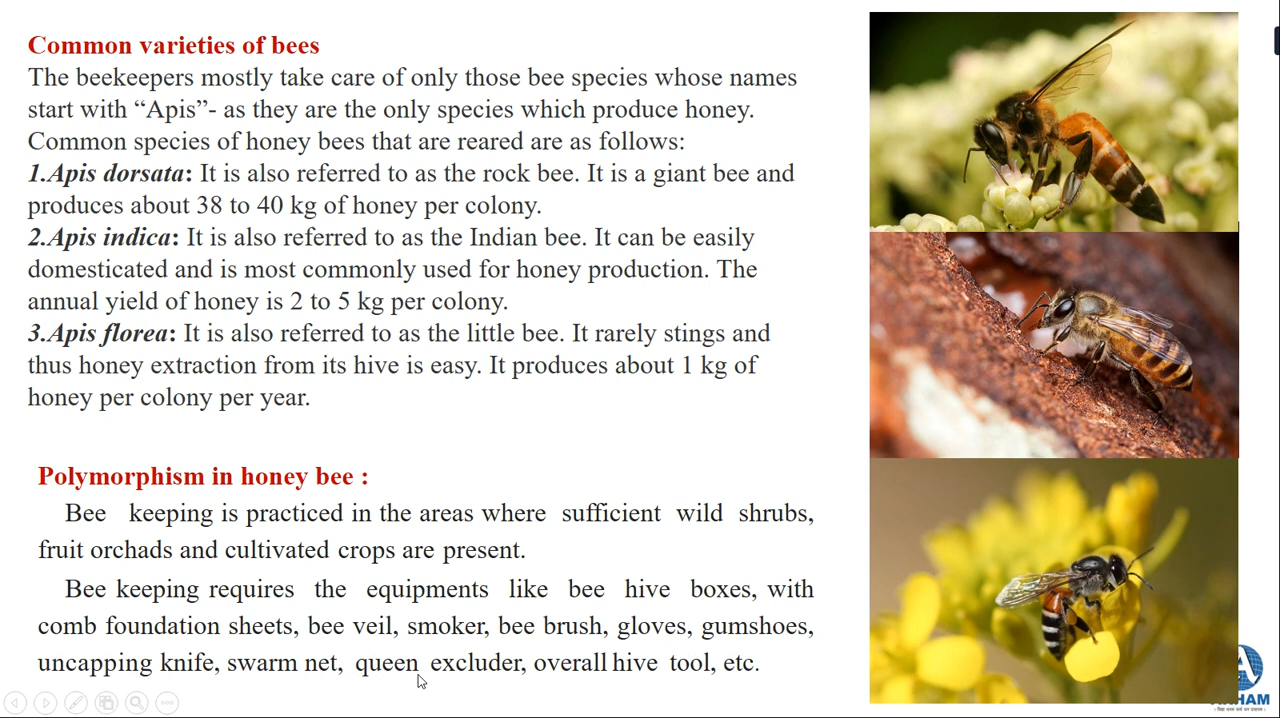 Common varieties of bees
The beekeepers mostly take care of only those bee species whose names
start with “Apis”- as they are the only species which produce honey.
Common species of honey bees that are reared are as follows:
1.Apis dorsata: It is also referred to as the rock bee. It is a giant bee and
produces about 38 to 40 kg of honey per colony.
2.Apis indica: It is also referred to as the Indian bee. It can be easily
domesticated and is most commonly used for honey production. The
annual yield of honey is 2 to 5 kg per colony.
3.Apis florea: It is also referred to as the little bee. It rarely stings and
thus honey extraction from its hive is easy. It produces about 1 kg of
honey per colony per year.
Polymorphism in honey bee :
Bee keeping is practiced in the areas where sufficient wild shrubs,
fruit orchads and cultivated crops are present.
Bee keeping requires the equipments like bee hive boxes, with
comb foundation sheets, bee veil, smoker, bee brush, gloves, gumshoes,
uncapping knife, swarm net, queen excluder, overall hive tool, etc.